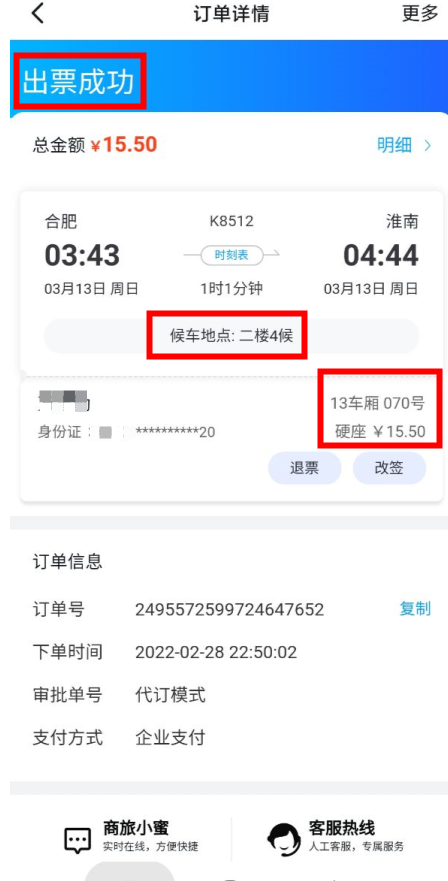 订单详情 更多
出票成功
总金额 ¥15.50 明细
合肥 K8512 淮南
03:43 时刻表 04:44
03月13日 周日 1时1分钟 03月13日 周日
候车地点: 二楼4候
13车厢 070号
身份证: **********20 硬座 ¥15.50
退票 改签
订单信息
订单号 2495572599724647652 复制
下单时间 2022-02-28 22:50:02
审批单号 代订模式
支付方式 企业支付
商旅小蜜 客服热线
实时在线，方便快捷 人工客服，专属服务